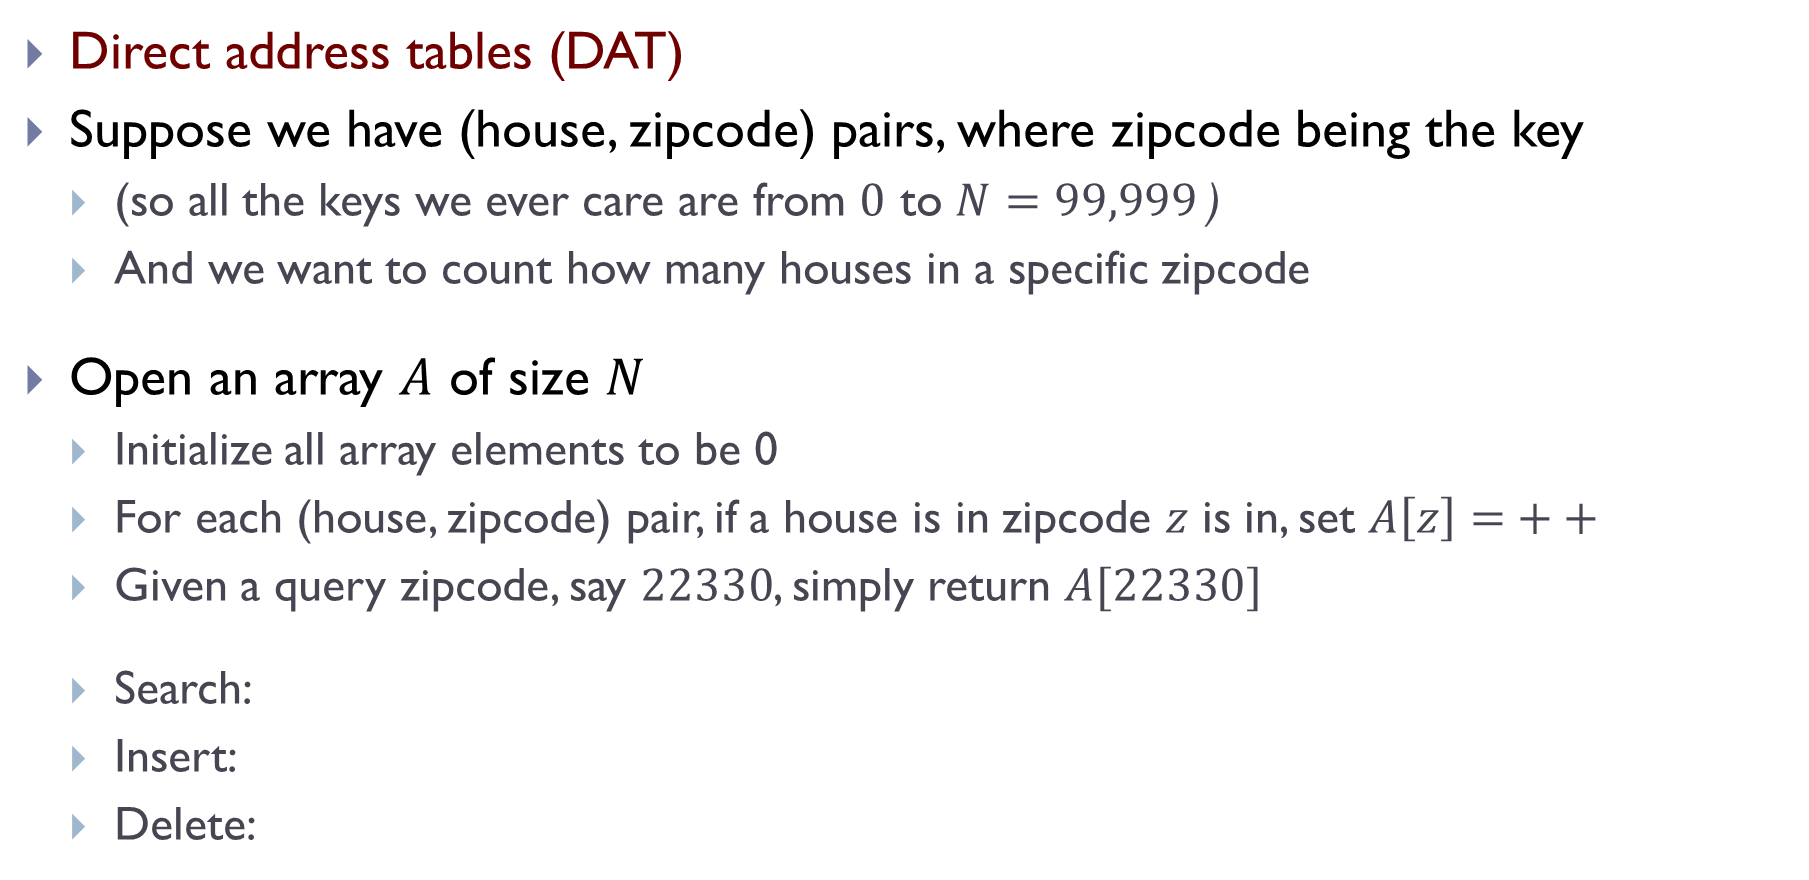 Direct address tables (DAT)
Suppose we have (house, zipcode) pairs, where zipcode being the key
(so all the keys we ever care are from 0 to N = 99,999 )
And we want to count how many houses in a specific zipcode
Open an array A of size N
Initialize all array elements to be 0
For each (house, zipcode) pair, if a house is in zipcode z is in, set A[z] = + +
Given a query zipcode, say 22330, simply return A[22330]
Search:
Insert:
Delete: